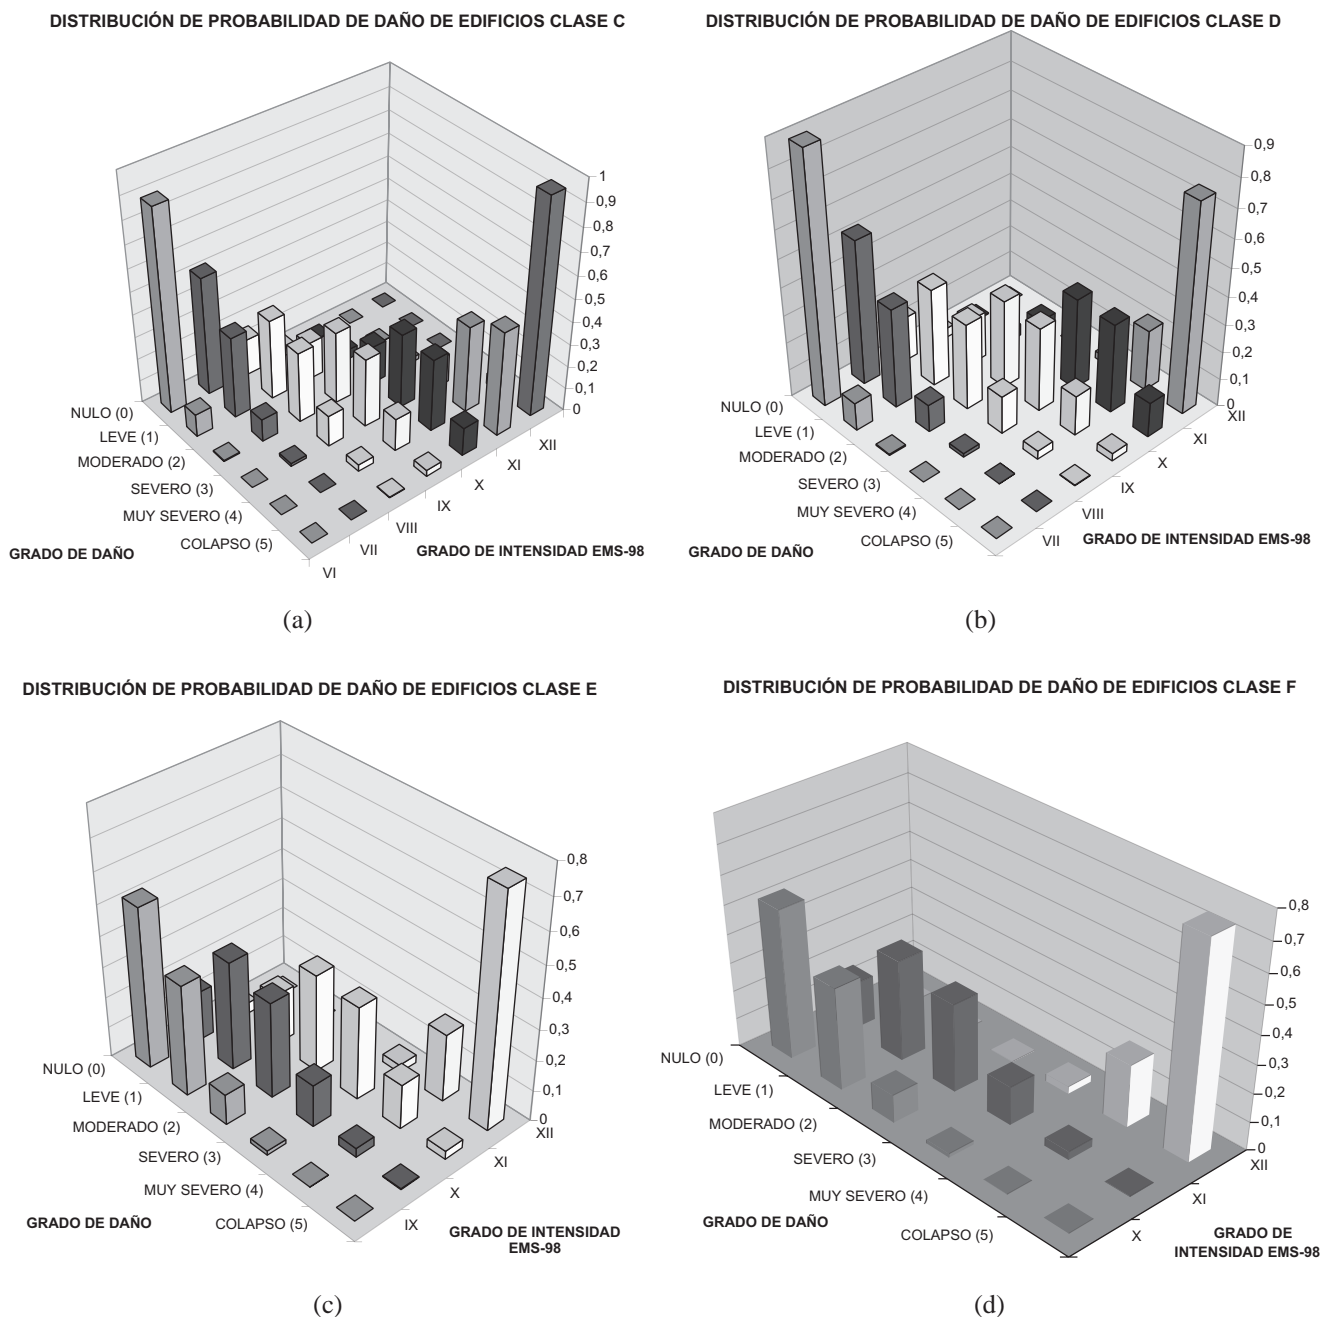 DISTRIBUCIÓN DE PROBABILIDAD DE DAÑO DE EDIFICIOS CLASE C
1
0,9
0,8
0,7
0,6
0,5
0,4
0,3
0,2
0,1
0
NULO (0)
LEVE (1)
MODERADO (2)
SEVERO (3)
MUY SEVERO (4)
COLAPSO (5)
GRADO DE DAÑO
XII
XI
X
IX
VIII
VII
VI
GRADO DE INTENSIDAD EMS-98
(a)
DISTRIBUCIÓN DE PROBABILIDAD DE DAÑO DE EDIFICIOS CLASE D
0,9
0,8
0,7
0,6
0,5
0,4
0,3
0,2
0,1
0
NULO (0)
LEVE (1)
MODERADO (2)
SEVERO (3)
MUY SEVERO (4)
COLAPSO (5)
GRADO DE DAÑO
XII
XI
X
IX
VIII
VII
GRADO DE INTENSIDAD EMS-98
(b)
DISTRIBUCIÓN DE PROBABILIDAD DE DAÑO DE EDIFICIOS CLASE E
0,8
0,7
0,6
0,5
0,4
0,3
0,2
0,1
0
NULO (0)
LEVE (1)
MODERADO (2)
SEVERO (3)
MUY SEVERO (4)
COLAPSO (5)
GRADO DE DAÑO
XII
XI
X
IX
GRADO DE INTENSIDAD
EMS-98
(c)
DISTRIBUCIÓN DE PROBABILIDAD DE DAÑO DE EDIFICIOS CLASE F
0,8
0,7
0,6
0,5
0,4
0,3
0,2
0,1
0
NULO (0)
LEVE (1)
MODERADO (2)
SEVERO (3)
MUY SEVERO (4)
COLAPSO (5)
GRADO DE DAÑO
XII
XI
X
GRADO DE
INTENSIDAD EMS-98
(d)